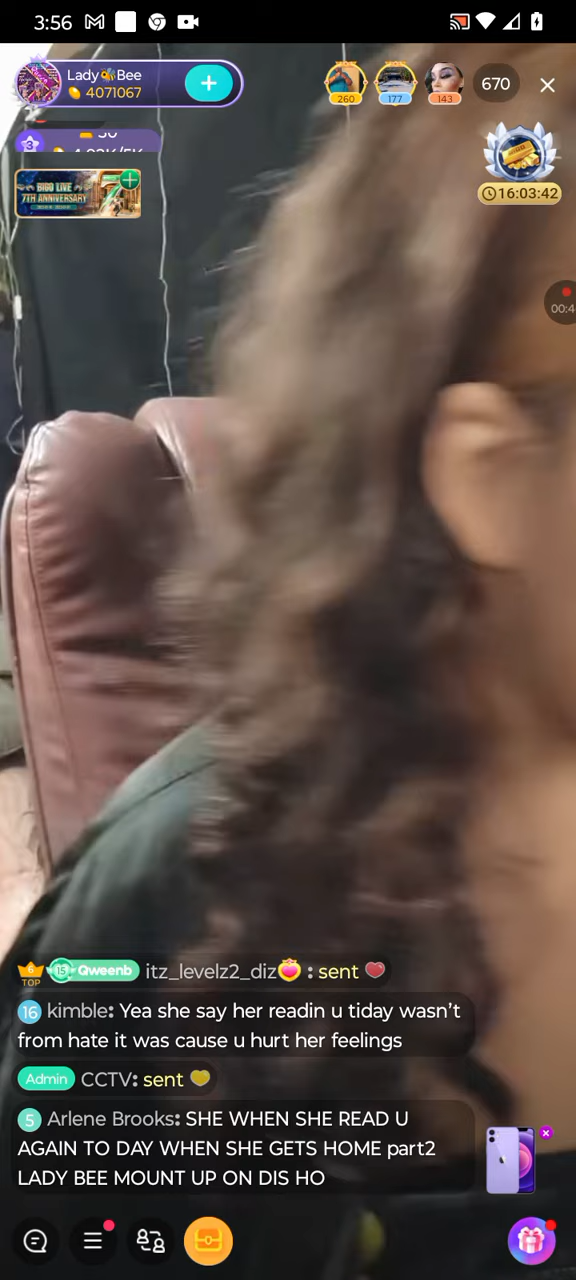 3:56
Lady🐝Bee
4071067
260
177
143
670
3
BIGO LIVE
7TH ANNIVERSARY
16:03:42
00:4
6 TOP 15 Qweenb itz_levelz2_diz🍑 : sent ❤️
16 kimble: Yea she say her readin u tiday wasn't
from hate it was cause u hurt her feelings
Admin CCTV: sent 💛
5 Arlene Brooks: SHE WHEN SHE READ U
AGAIN TO DAY WHEN SHE GETS HOME part2
LADY BEE MOUNT UP ON DIS HO